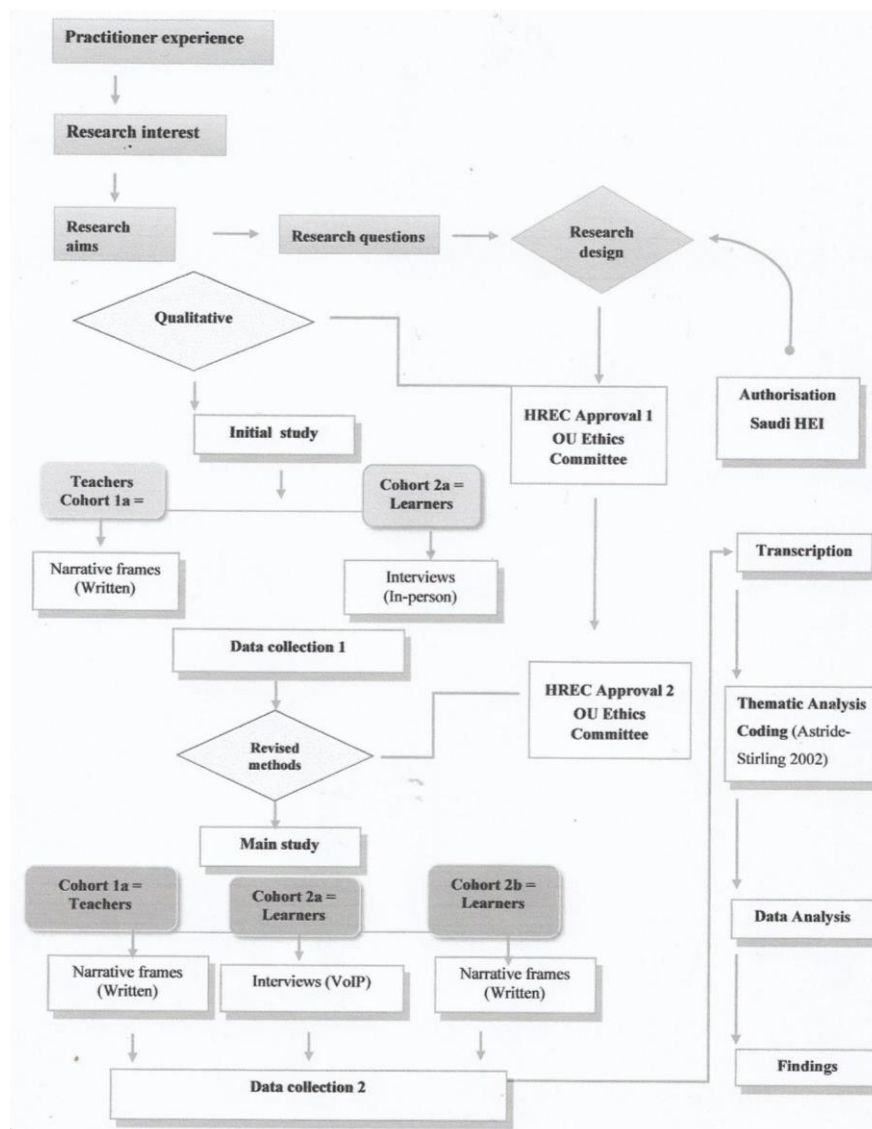 Practitioner experience
Research interest
Research
aims
Research questions
Research
design
Qualitative
HREC Approval 1
OU Ethics
Committee
Authorisation
Saudi HEI
Initial study
Teachers
Cohort 1a =
Cohort 2a =
Learners
Narrative frames
(Written)
Interviews
(In-person)
Transcription
Data collection 1
HREC Approval 2
OU Ethics
Committee
Thematic Analysis
Coding (Astride-
Stirling 2002)
Revised
methods
Main study
Cohort 1a =
Teachers
Cohort 2a =
Learners
Cohort 2b =
Learners
Narrative frames
(Written)
Interviews (VoIP)
Narrative frames
(Written)
Data Analysis
Data collection 2
Findings